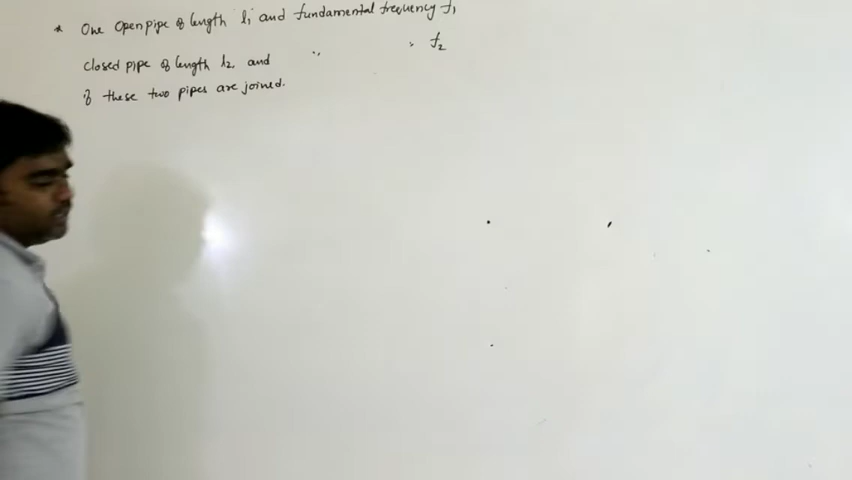 * One open pipe of length l₁ and fundamental frequency f₁
closed pipe of length l₂, and " " f₂
If these two pipes are joined.